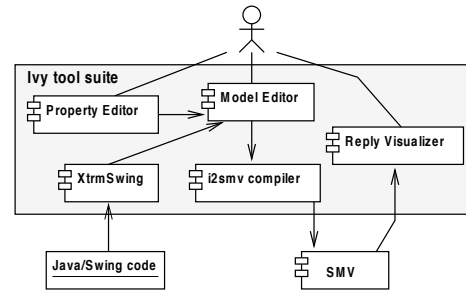 Ivy tool suite
Model Editor
Property Editor
Reply Visualizer
XtrmSwing
i2smv compiler
Java/Swing code
SMV